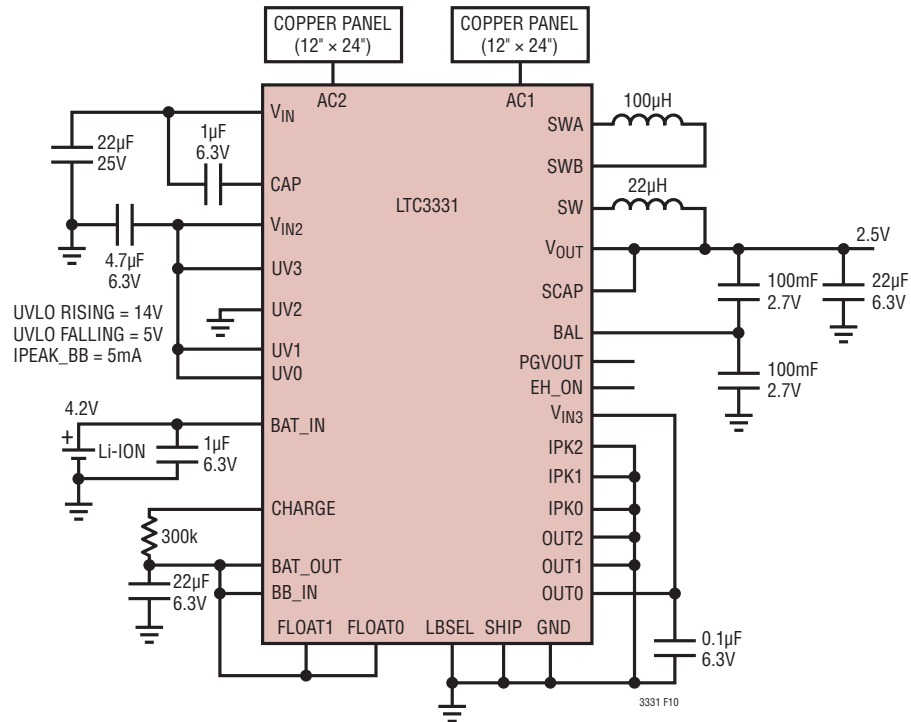 COPPER PANEL
(12" × 24")
COPPER PANEL
(12" × 24")
AC2
AC1
VIN
22µF
25V
1µF
6.3V
CAP
VIN2
4.7µF
6.3V
UV3
UVLO RISING = 14V
UVLO FALLING = 5V
IPEAK_BB = 5mA
UV2
UV1
UV0
4.2V
BAT_IN
+
Li-ION
1µF
6.3V
CHARGE
300k
BAT_OUT
22µF
6.3V
BB_IN
FLOAT1
FLOAT0
LBSEL
SHIP
GND
LTC3331
100µH
SWA
SWB
22µH
SW
VOUT
2.5V
SCAP
100mF
2.7V
22µF
6.3V
BAL
PGVOUT
100mF
2.7V
EH_ON
VIN3
IPK2
IPK1
IPK0
OUT2
OUT1
OUT0
0.1µF
6.3V
3331 F10